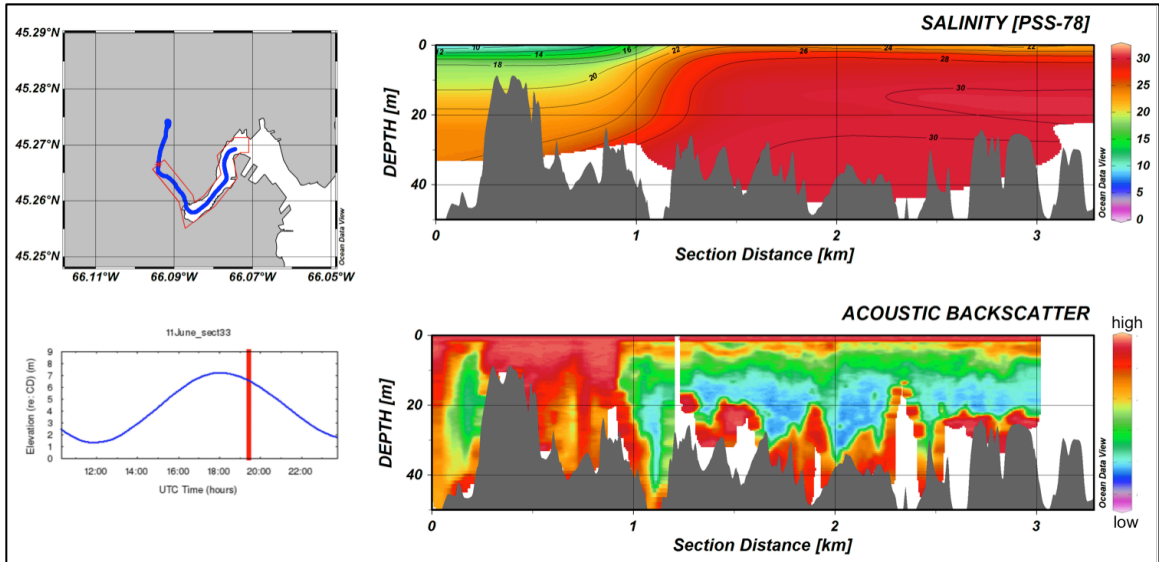 45.29°N
45.28°N
45.27°N
45.26°N
45.25°N
66.11°W 66.09°W 66.07°W 66.05°W
Ocean Data View
SALINITY [PSS-78]
0
20
40
DEPTH [m]
12 10 14 16 18 20 22 26 24 28 22 30 30
0 1 2 3
Section Distance [km]
Ocean Data View
30
25
20
15
10
5
0
11June_sect33
9
8
7
6
5
4
3
2
1
0
Elevation (re: CD) (m)
12:00 14:00 16:00 18:00 20:00 22:00
UTC Time (hours)
ACOUSTIC BACKSCATTER
0
20
40
DEPTH [m]
0 1 2 3
Section Distance [km]
Ocean Data View
high
low